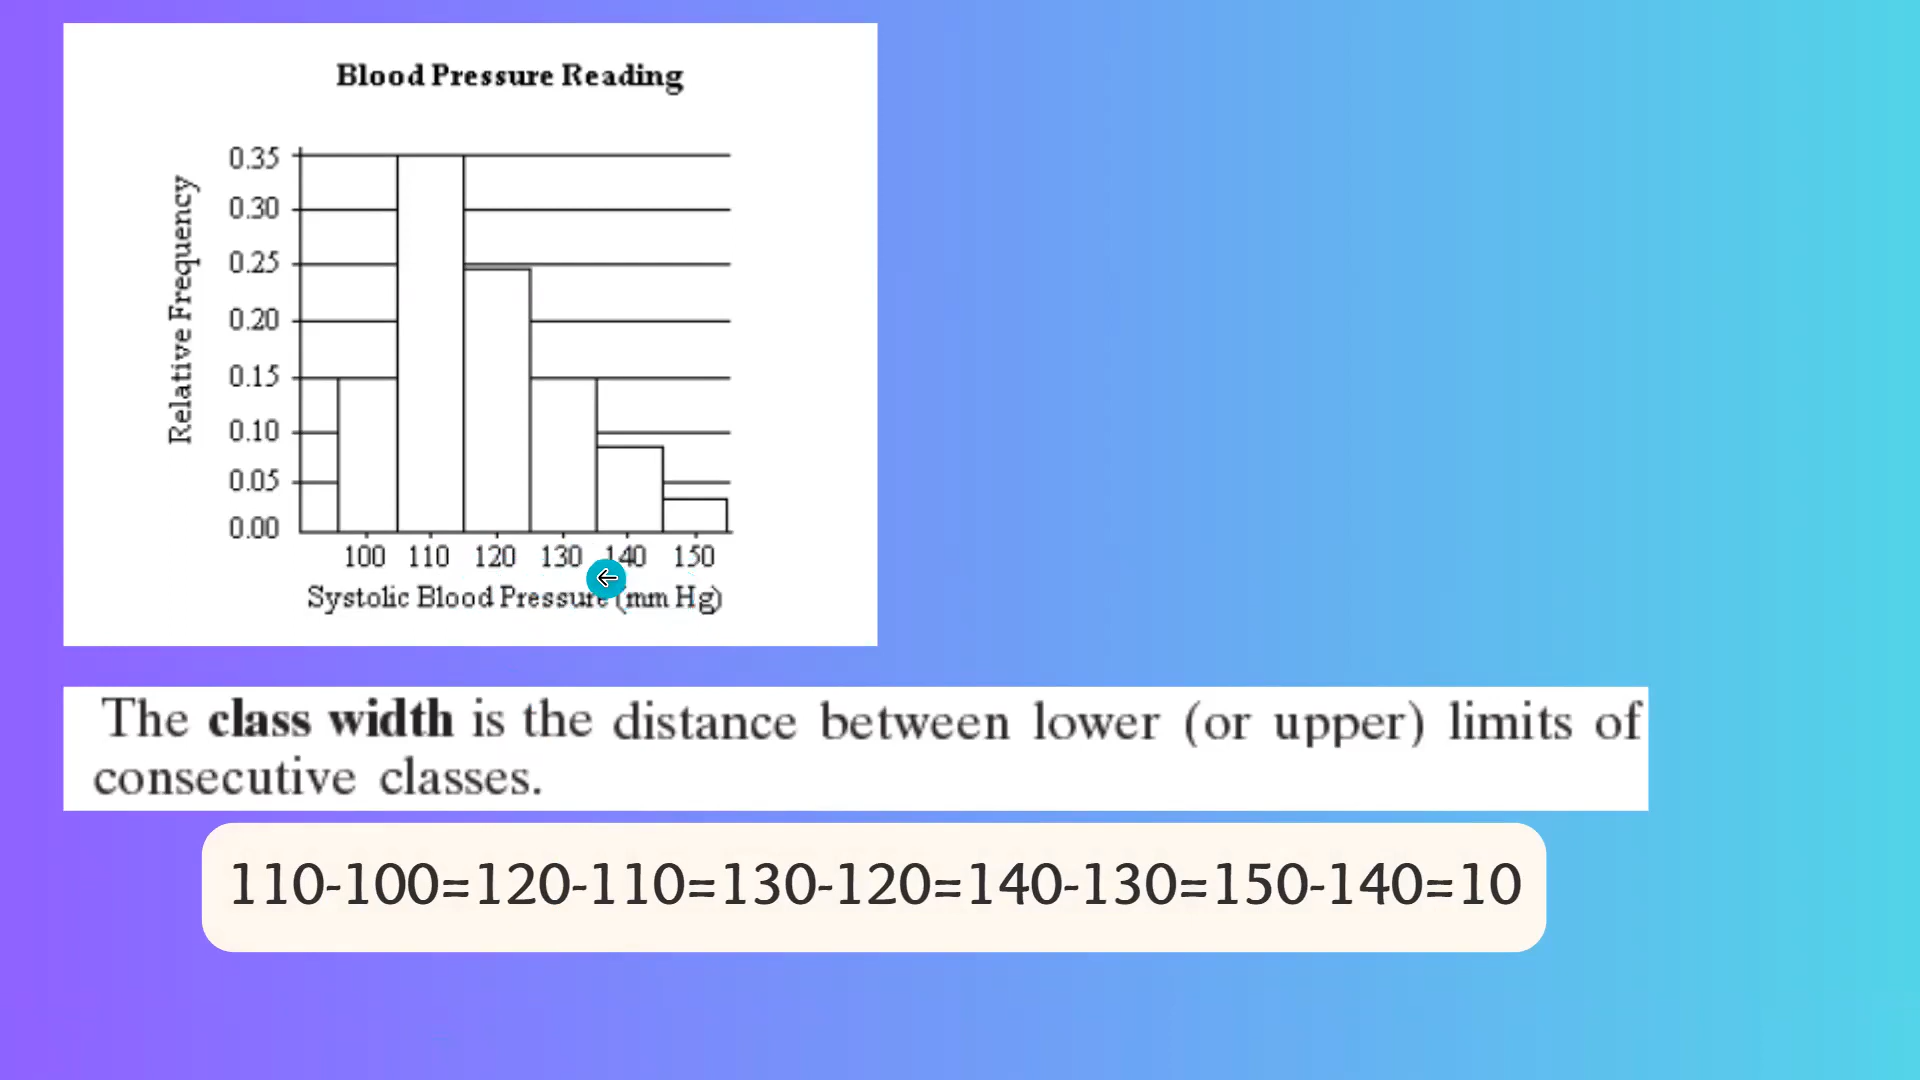 Blood Pressure Reading
Relative Frequency
0.35
0.30
0.25
0.20
0.15
0.10
0.05
0.00
100 110 120 130 140 150
Systolic Blood Pressure (mm Hg)
The class width is the distance between lower (or upper) limits of
consecutive classes.
110-100=120-110=130-120=140-130=150-140=10